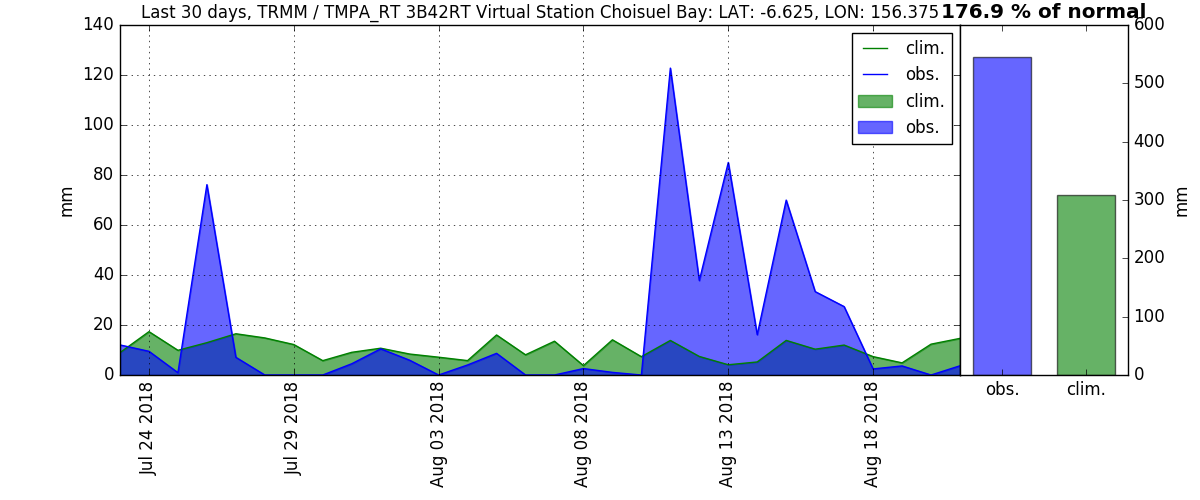 Last 30 days, TRMM / TMPA_RT 3B42RT Virtual Station Choisuel Bay: LAT: -6.625, LON: 156.375
176.9 % of normal
140
120
100
80
60
40
20
0
mm
clim.
obs.
clim.
obs.
Jul 24 2018
Jul 29 2018
Aug 03 2018
Aug 08 2018
Aug 13 2018
Aug 18 2018
600
500
400
300
200
100
0
mm
obs.
clim.